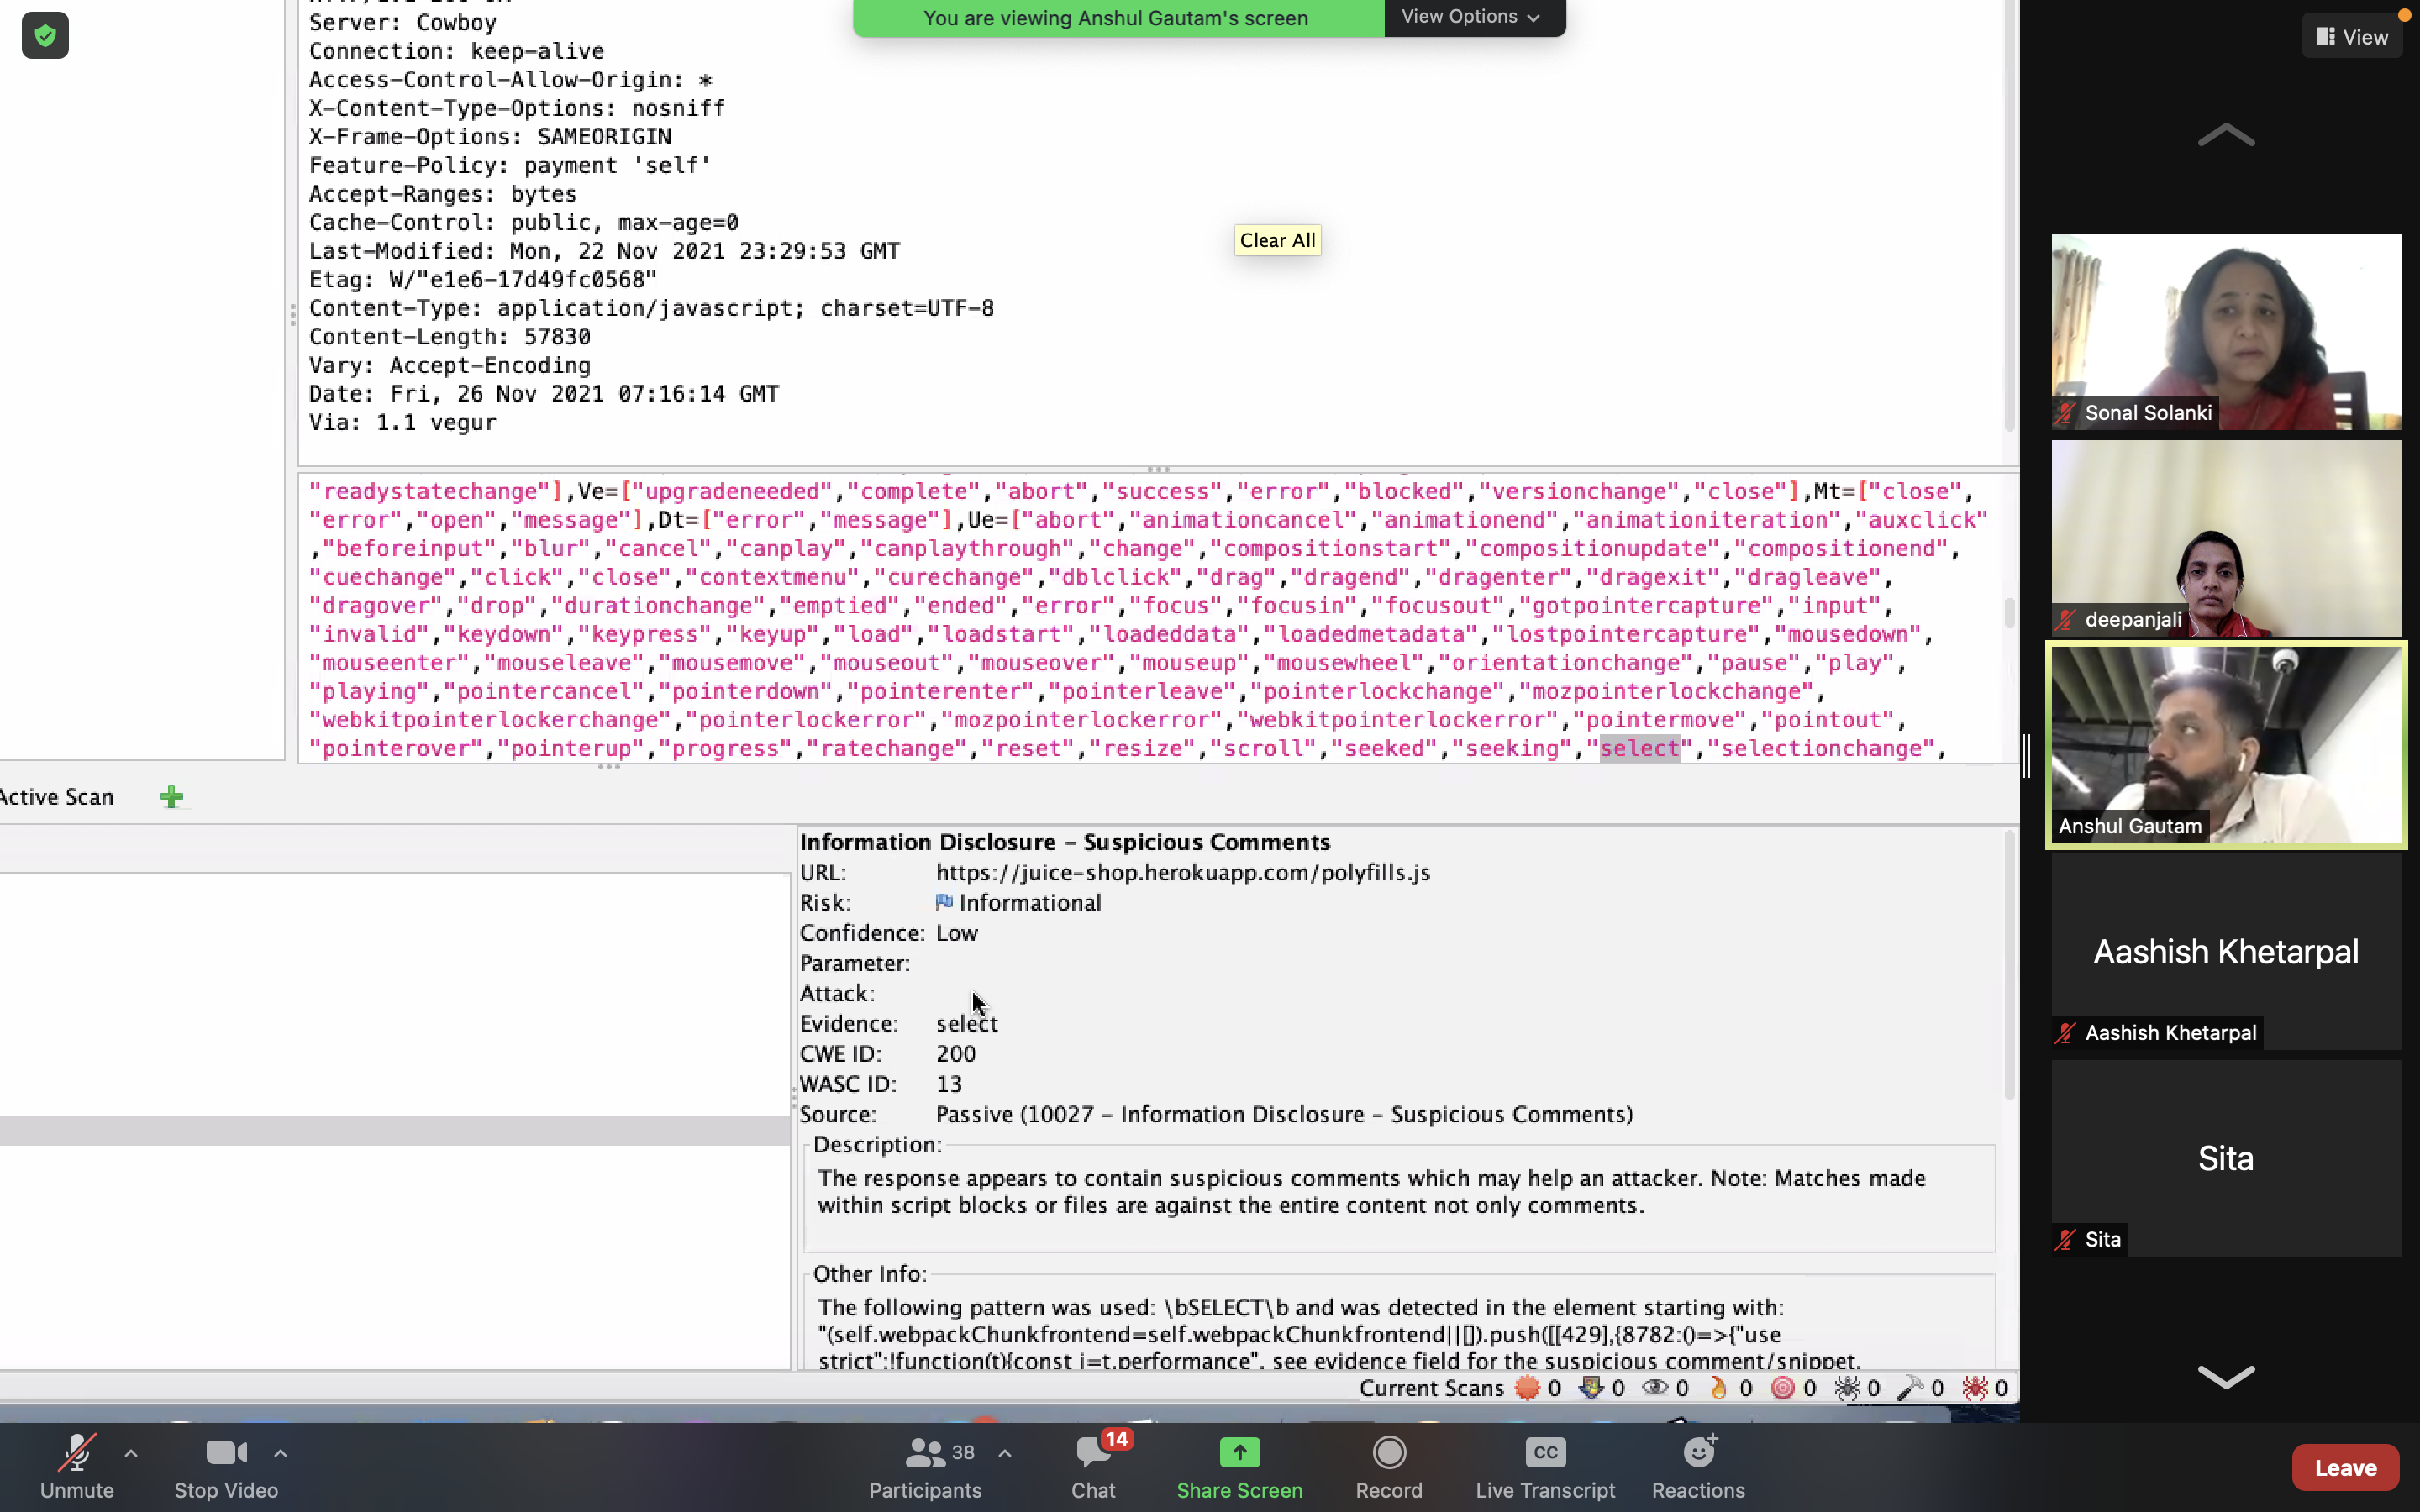 You are viewing Anshul Gautam's screen
View Options
View
Server: Cowboy
Connection: keep-alive
Access-Control-Allow-Origin: *
X-Content-Type-Options: nosniff
X-Frame-Options: SAMEORIGIN
Feature-Policy: payment 'self'
Accept-Ranges: bytes
Cache-Control: public, max-age=0
Last-Modified: Mon, 22 Nov 2021 23:29:53 GMT
Etag: W/"e1e6-17d49fc0568"
Content-Type: application/javascript; charset=UTF-8
Content-Length: 57830
Vary: Accept-Encoding
Date: Fri, 26 Nov 2021 07:16:14 GMT
Via: 1.1 vegur
Clear All
"readystatechange"],Ve=["upgradeneeded","complete","abort","success","error","blocked","versionchange","close"],Mt=["close",
"error","open","message"],Dt=["error","message"],Ue=["abort","animationcancel","animationend","animationiteration","auxclick"
,"beforeinput","blur","cancel","canplay","canplaythrough","change","compositionstart","compositionupdate","compositionend",
"cuechange","click","close","contextmenu","curechange","dblclick","drag","dragend","dragenter","dragexit","dragleave",
"dragover","drop","durationchange","emptied","ended","error","focus","focusin","focusout","gotpointercapture","input",
"invalid","keydown","keypress","keyup","load","loadstart","loadeddata","loadedmetadata","lostpointercapture","mousedown",
"mouseenter","mouseleave","mousemove","mouseout","mouseover","mouseup","mousewheel","orientationchange","pause","play",
"playing","pointercancel","pointerdown","pointerenter","pointerleave","pointerlockchange","mozpointerlockchange",
"webkitpointerlockerchange","pointerlockerror","mozpointerlockerror","webkitpointerlockerror","pointermove","pointout",
"pointerover","pointerup","progress","ratechange","reset","resize","scroll","seeked","seeking","select","selectionchange",
Active Scan
Information Disclosure - Suspicious Comments
URL: https://juice-shop.herokuapp.com/polyfills.js
Risk: Informational
Confidence: Low
Parameter:
Attack:
Evidence: select
CWE ID: 200
WASC ID: 13
Source: Passive (10027 - Information Disclosure - Suspicious Comments)
Description:
The response appears to contain suspicious comments which may help an attacker. Note: Matches made
within script blocks or files are against the entire content not only comments.
Other Info:
The following pattern was used: \bSELECT\b and was detected in the element starting with:
"(self.webpackChunkfrontend=self.webpackChunkfrontend||[]).push([[429],{8782:()=>{"use
strict";!function(t){const i=t.performance", see evidence field for the suspicious comment/snippet.
Current Scans 0 0 0 0 0 0 0 0
Sonal Solanki
deepanjali
Anshul Gautam
Aashish Khetarpal
Aashish Khetarpal
Sita
Sita
Unmute
Stop Video
38
Participants
14
Chat
Share Screen
Record
CC
Live Transcript
Reactions
Leave